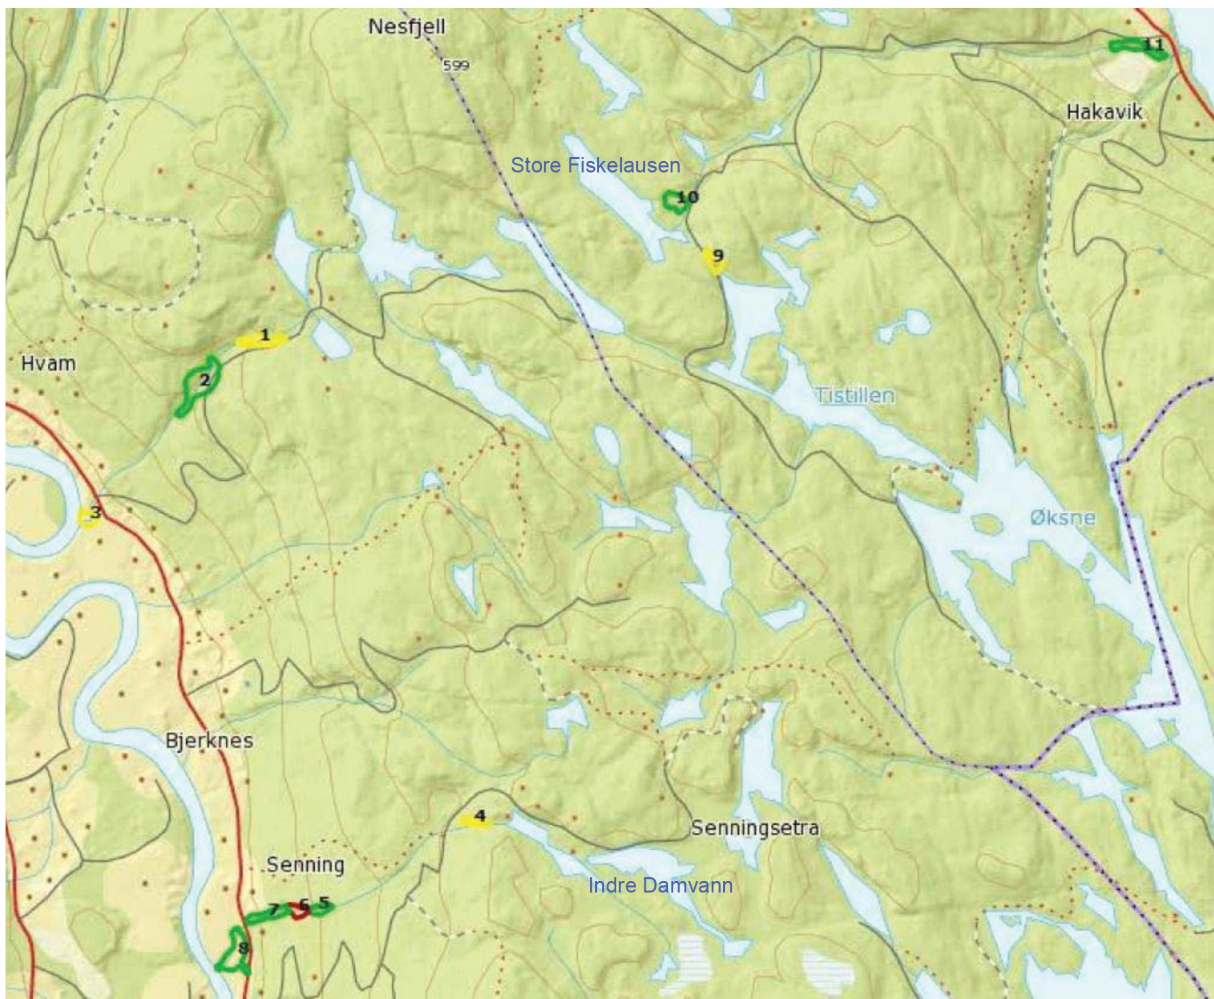 Nesfjell
599
11
Hakavik
Store Fiskelausen
10
9
1
Hvam
2
Tistillen
3
Øksne
Bjerknes
4
Senningsetra
Senning
Indre Damvann
7
6
5
8